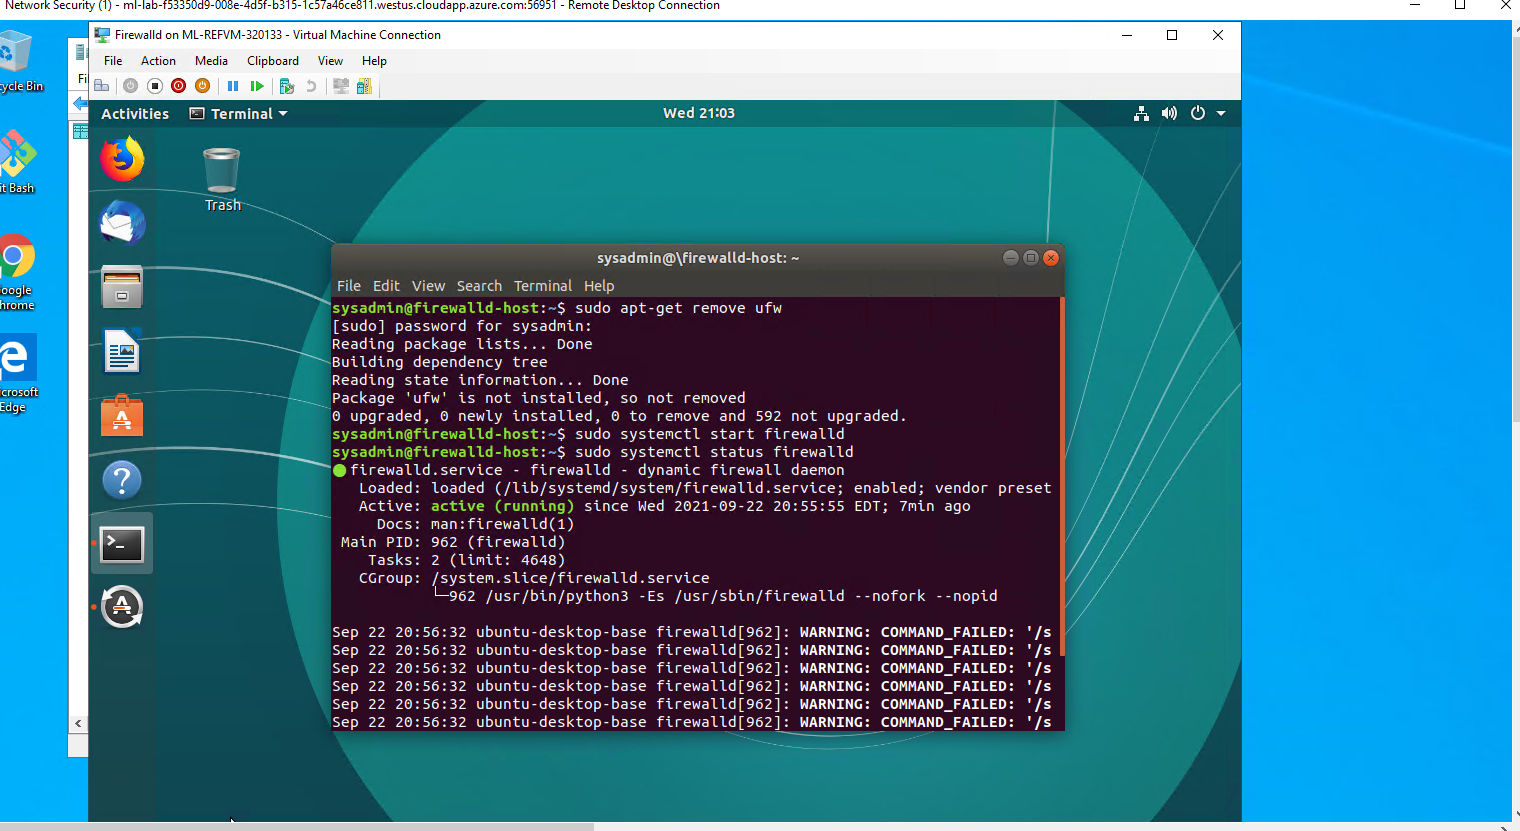 Network Security (1) - ml-lab-f53350d9-008e-4d5f-b315-1c57a46ce811.westus.cloudapp.azure.com:56951 - Remote Desktop Connection
Firewalld on ML-REFVM-320133 - Virtual Machine Connection
File Action Media Clipboard View Help
Fi
cycle Bin
it Bash
oogle
hrome
icrosoft
Edge
Activities Terminal Wed 21:03
Trash
sysadmin@\firewalld-host: ~
File Edit View Search Terminal Help
sysadmin@firewalld-host:~$ sudo apt-get remove ufw
[sudo] password for sysadmin:
Reading package lists... Done
Building dependency tree
Reading state information... Done
Package 'ufw' is not installed, so not removed
0 upgraded, 0 newly installed, 0 to remove and 592 not upgraded.
sysadmin@firewalld-host:~$ sudo systemctl start firewalld
sysadmin@firewalld-host:~$ sudo systemctl status firewalld
● firewalld.service - firewalld - dynamic firewall daemon
Loaded: loaded (/lib/systemd/system/firewalld.service; enabled; vendor preset
Active: active (running) since Wed 2021-09-22 20:55:55 EDT; 7min ago
Docs: man:firewalld(1)
Main PID: 962 (firewalld)
Tasks: 2 (limit: 4648)
CGroup: /system.slice/firewalld.service
└─962 /usr/bin/python3 -Es /usr/sbin/firewalld --nofork --nopid
Sep 22 20:56:32 ubuntu-desktop-base firewalld[962]: WARNING: COMMAND_FAILED: '/s
Sep 22 20:56:32 ubuntu-desktop-base firewalld[962]: WARNING: COMMAND_FAILED: '/s
Sep 22 20:56:32 ubuntu-desktop-base firewalld[962]: WARNING: COMMAND_FAILED: '/s
Sep 22 20:56:32 ubuntu-desktop-base firewalld[962]: WARNING: COMMAND_FAILED: '/s
Sep 22 20:56:32 ubuntu-desktop-base firewalld[962]: WARNING: COMMAND_FAILED: '/s
Sep 22 20:56:32 ubuntu-desktop-base firewalld[962]: WARNING: COMMAND_FAILED: '/s